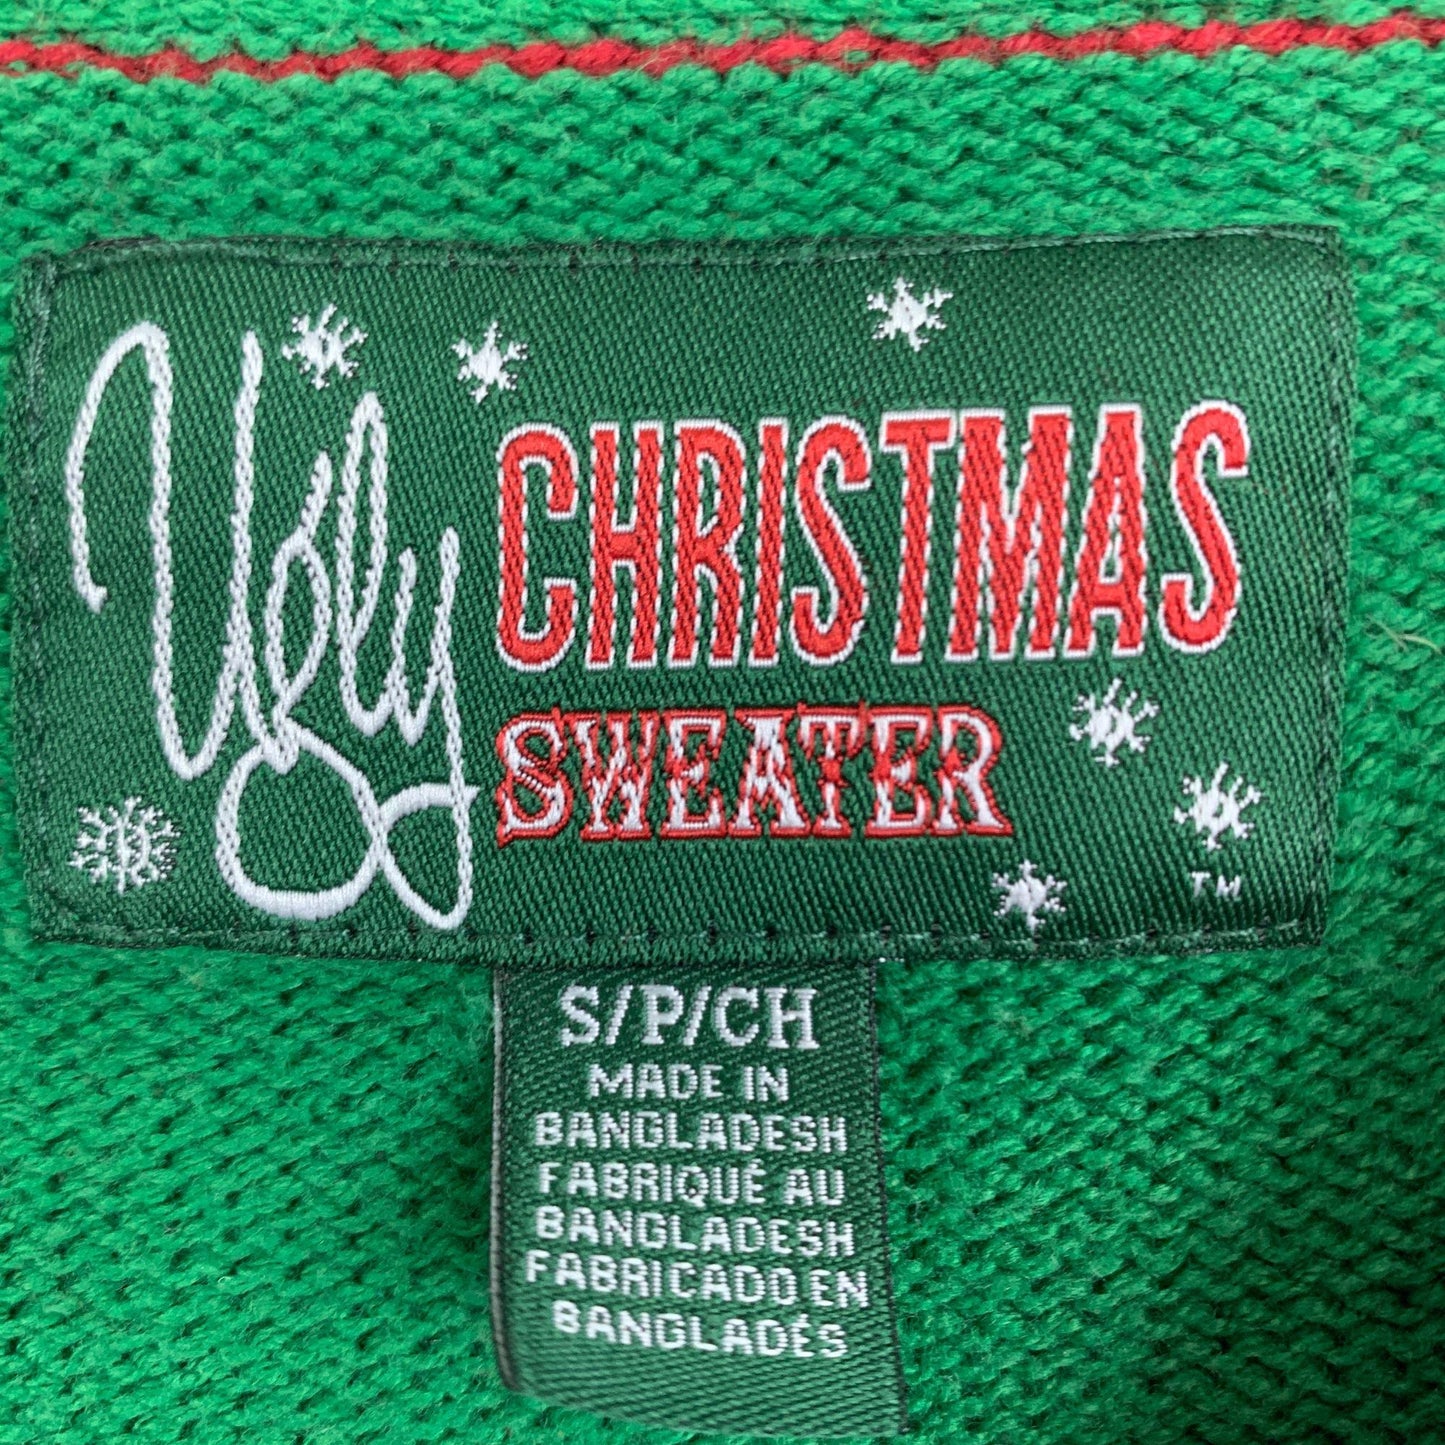 Ugly
CHRISTMAS
SWEATER
TM
S/P/CH
MADE IN
BANGLADESH
FABRIQUÉ AU
BANGLADESH
FABRICADO EN
BANGLADÉS